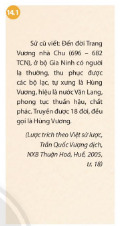 14.1
Sử cũ viết: Đến đời Trang
Vương nhà Chu (696 – 682
TCN), ở bộ Gia Ninh có người
lạ thường, thu phục được
các bộ lạc, tự xưng là Hùng
Vương, hiệu là nước Văn Lang,
phong tục thuần hậu, chất
phác. Truyền được 18 đời, đều
gọi là Hùng Vương.
(Lược trích theo Việt sử lược,
Trần Quốc Vượng dịch,
NXB Thuận Hoá, Huế, 2005,
tr. 18)